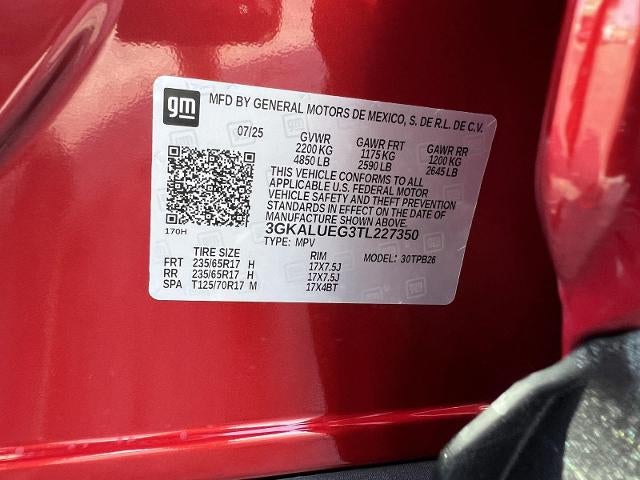 gm
MFD BY GENERAL MOTORS DE MEXICO, S. DE R.L. DE C.V.
07/25 GVWR GAWR FRT GAWR RR
2200 KG 1175 KG 1200 KG
4850 LB 2590 LB 2645 LB
THIS VEHICLE CONFORMS TO ALL
APPLICABLE U.S. FEDERAL MOTOR
VEHICLE SAFETY AND THEFT PREVENTION
STANDARDS IN EFFECT ON THE DATE OF
MANUFACTURE SHOWN ABOVE.
170H 3GKALUEG3TL227350
TYPE: MPV
TIRE SIZE RIM MODEL: 30TPB26
FRT 235/65R17 H 17X7.5J
RR 235/65R17 H 17X7.5J
SPA T125/70R17 M 17X4BT